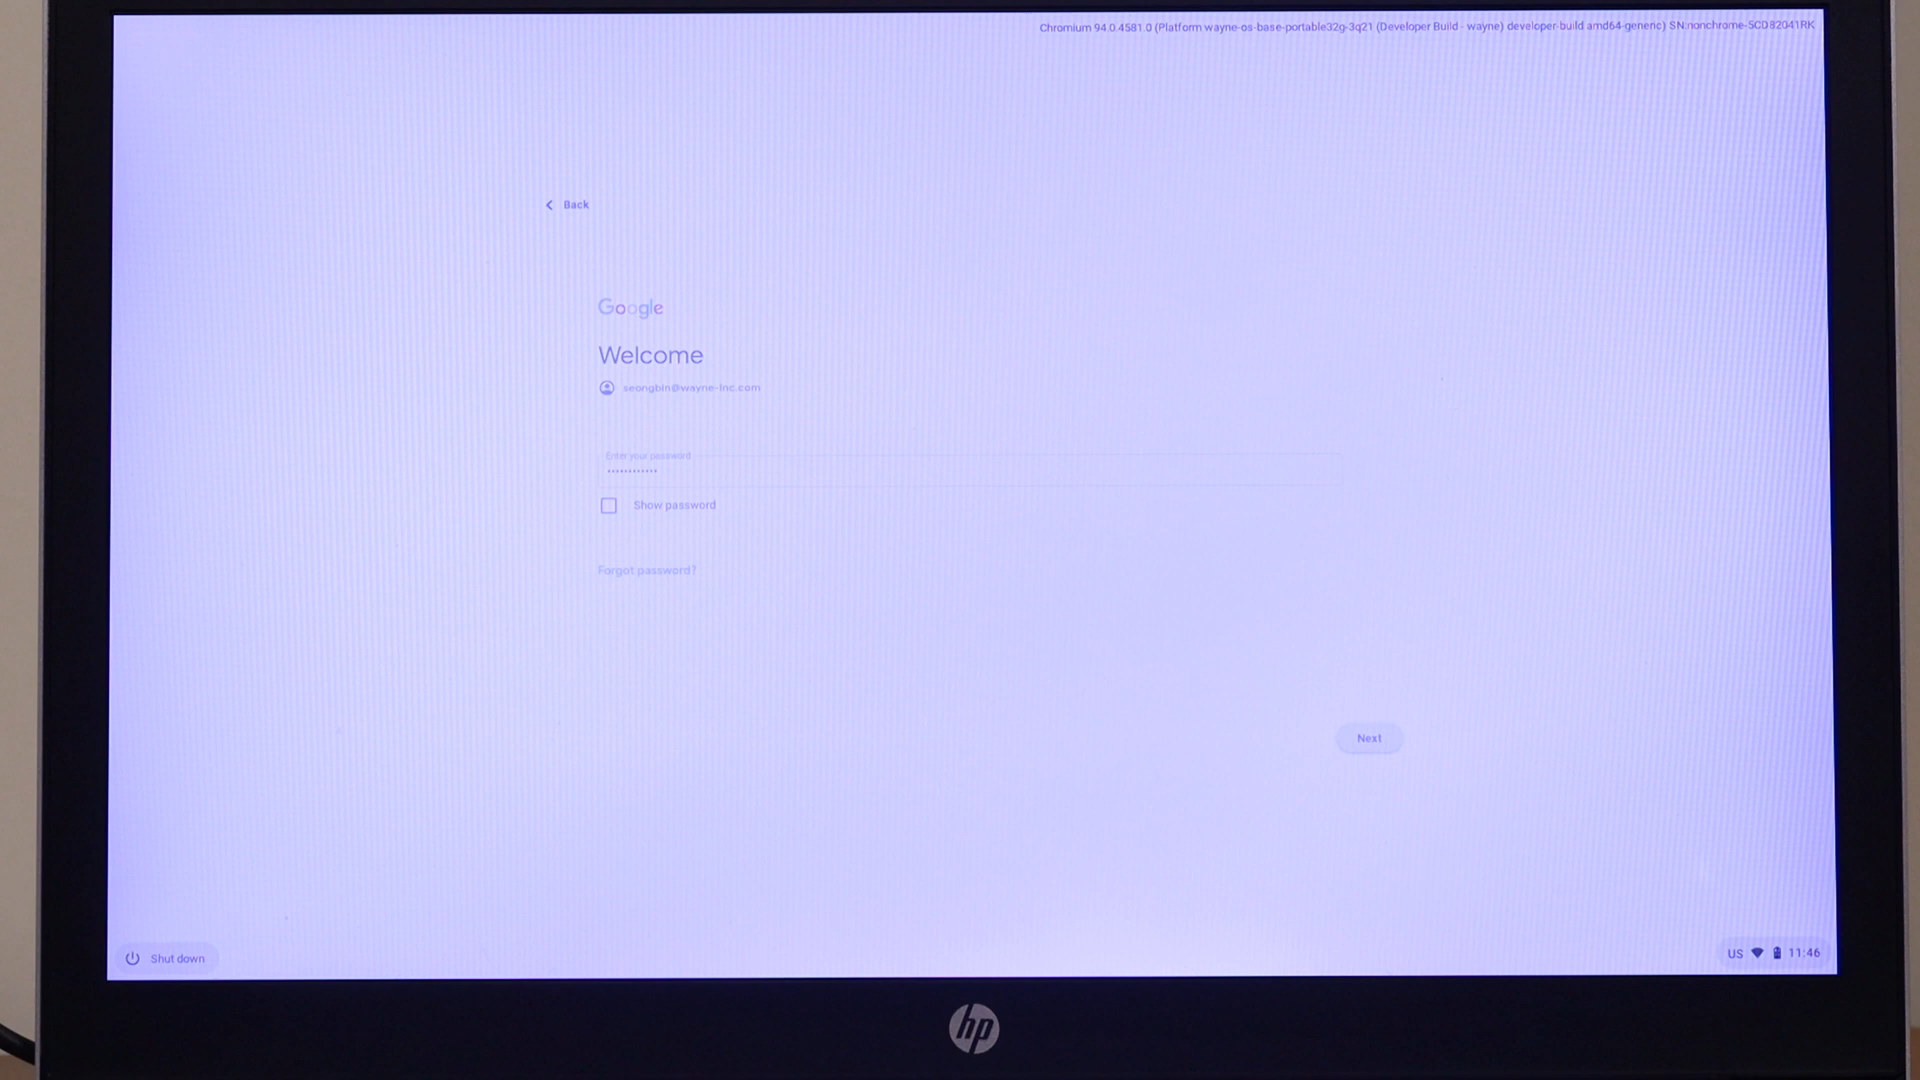 Chromium 94.0.4581.0 (Platform wayne-os-base-portable32g-3q21 (Developer Build - wayne) developer-build amd64-generic) SN:nonchrome-5CD82041RK
Back
Google
Welcome
seongbin@wayne-inc.com
Enter your password
••••••••••••
Show password
Forgot password?
Next
Shut down
US 11:46
hp